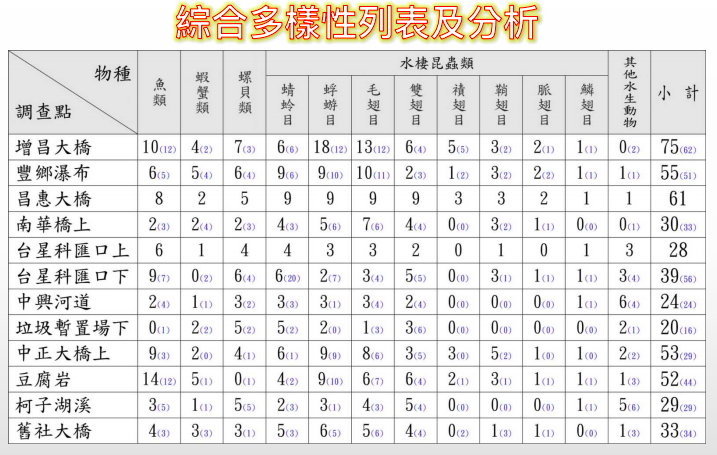 綜合多樣性列表及分析
物種 調查點 魚類 蝦蟹類 螺貝類 水棲昆蟲類 其他水生動物 小計
蜻蛉目 蜉蝣目 毛翅目 雙翅目 襀翅目 鞘翅目 脈翅目 鱗翅目
增昌大橋 10(12) 4(2) 7(3) 6(6) 18(12) 13(12) 6(4) 5(5) 3(2) 2(1) 1(1) 0(2) 75(62)
豐鄉瀑布 6(5) 5(4) 6(4) 9(6) 9(10) 10(11) 2(3) 1(2) 3(2) 2(2) 1(1) 1(1) 55(51)
昌惠大橋 8 2 5 9 9 9 9 3 3 2 1 1 61
南華橋上 2(3) 2(4) 2(3) 4(3) 5(6) 7(6) 4(4) 0(0) 3(2) 1(1) 0(0) 0(1) 30(33)
台星科匯口上 6 1 4 4 3 3 2 0 1 0 1 3 28
台星科匯口下 9(7) 0(2) 6(4) 6(20) 2(7) 3(4) 5(5) 0(0) 3(1) 1(1) 1(1) 3(4) 39(56)
中興河道 2(4) 1(1) 3(2) 3(3) 3(1) 3(4) 2(4) 0(0) 0(0) 0(0) 1(1) 6(4) 24(24)
垃圾暫置場下 0(1) 2(2) 5(2) 5(2) 2(0) 1(3) 3(6) 0(0) 0(0) 0(0) 0(0) 2(1) 20(16)
中正大橋上 9(3) 2(0) 4(1) 6(1) 9(9) 8(6) 3(5) 3(0) 5(2) 1(0) 1(0) 2(2) 53(29)
豆腐岩 14(12) 5(1) 0(1) 4(2) 9(10) 6(7) 6(4) 2(1) 3(1) 1(1) 1(1) 1(3) 52(44)
柯子湖溪 3(5) 1(1) 5(5) 2(3) 3(1) 4(3) 5(4) 0(0) 0(0) 0(0) 1(1) 5(6) 29(29)
舊社大橋 4(3) 3(3) 3(1) 5(3) 6(5) 5(6) 4(4) 0(2) 1(3) 1(1) 0(0) 1(3) 33(34)